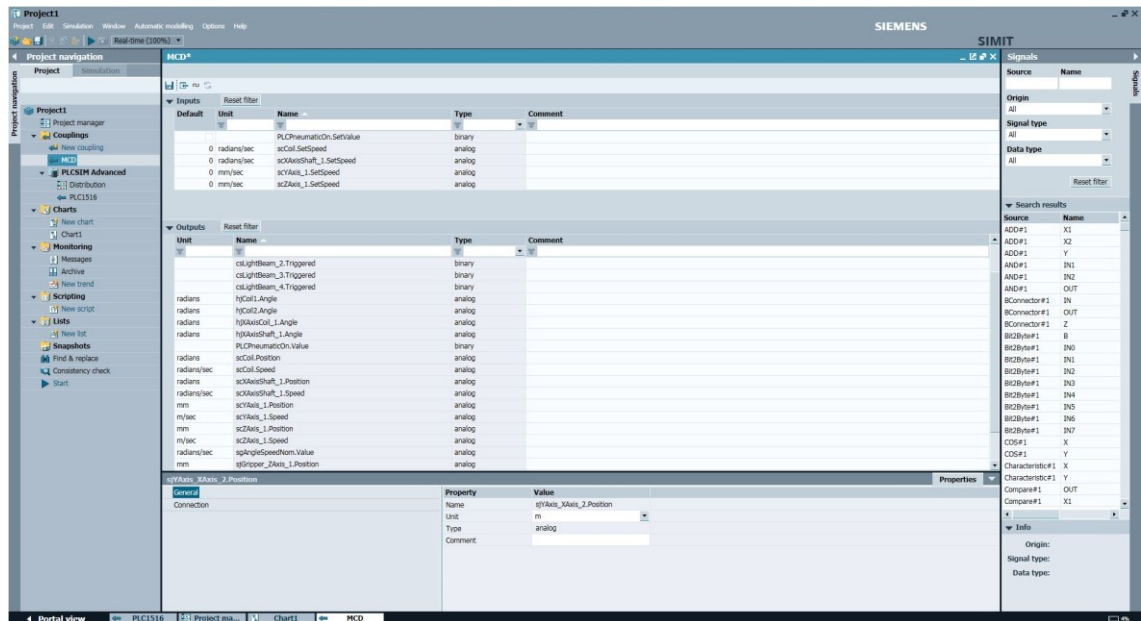 Project1
Project Edit Simulation Window Automatic modelling Options Help
SIEMENS
Real-time (100%)
SIMIT
Project navigation
Project Simulation
Project navigation
Project1
Project manager
Couplings
New coupling
MCD
PLCSIM Advanced
Distribution
PLC1516
Charts
New chart
Chart1
Monitoring
Messages
Archive
New trend
Scripting
New script
Lists
New list
Snapshots
Find & replace
Consistency check
Start
MCD*
Inputs Reset filter
Default Unit Name Type Comment
PLCPneumaticOn.SetValue binary
0 radians/sec scCoil.SetSpeed analog
0 radians/sec scXAxisShaft_1.SetSpeed analog
0 mm/sec scYAxis_1.SetSpeed analog
0 mm/sec scZAxis_1.SetSpeed analog
Outputs Reset filter
Unit Name Type Comment
csLightBeam_2.Triggered binary
csLightBeam_3.Triggered binary
csLightBeam_4.Triggered binary
radians hjCoil1.Angle analog
radians hjCoil2.Angle analog
radians hjXAxisCoil_1.Angle analog
radians hjXAxisShaft_1.Angle analog
PLCPneumaticOn.Value binary
radians scCoil.Position analog
radians/sec scCoil.Speed analog
radians scXAxisShaft_1.Position analog
radians/sec scXAxisShaft_1.Speed analog
mm scYAxis_1.Position analog
m/sec scYAxis_1.Speed analog
mm scZAxis_1.Position analog
m/sec scZAxis_1.Speed analog
radians/sec sgAngleSpeedNom.Value analog
mm sjGripper_ZAxis_1.Position analog
sjYAxis_XAxis_2.Position Properties
General
Connection
Property Value
Name sjYAxis_XAxis_2.Position
Unit m
Type analog
Comment
Signals
Signals
Source Name
Origin
All
Signal type
All
Data type
All
Reset filter
Search results
Source Name
ADD#1 X1
ADD#1 X2
ADD#1 Y
AND#1 IN1
AND#1 IN2
AND#1 OUT
BConnector#1 IN
BConnector#1 OUT
BConnector#1 Z
Bit2Byte#1 B
Bit2Byte#1 IN0
Bit2Byte#1 IN1
Bit2Byte#1 IN2
Bit2Byte#1 IN3
Bit2Byte#1 IN4
Bit2Byte#1 IN5
Bit2Byte#1 IN6
Bit2Byte#1 IN7
COS#1 X
COS#1 Y
Characteristic#1 X
Characteristic#1 Y
Compare#1 OUT
Compare#1 X1
Info
Origin:
Signal type:
Data type:
Portal view PLC1516 Project ma... Chart1 MCD